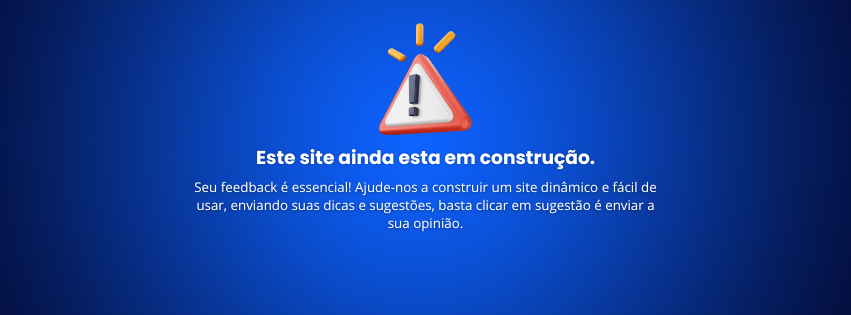 Este site ainda esta em construção.
Seu feedback é essencial! Ajude-nos a construir um site dinâmico e fácil de
usar, enviando suas dicas e sugestões, basta clicar em sugestão é enviar a
sua opinião.